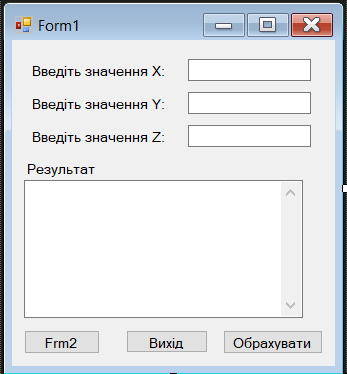 Form1
Введіть значення X:
Введіть значення Y:
Введіть значення Z:
Результат
Frm2 Вихід Обрахувати